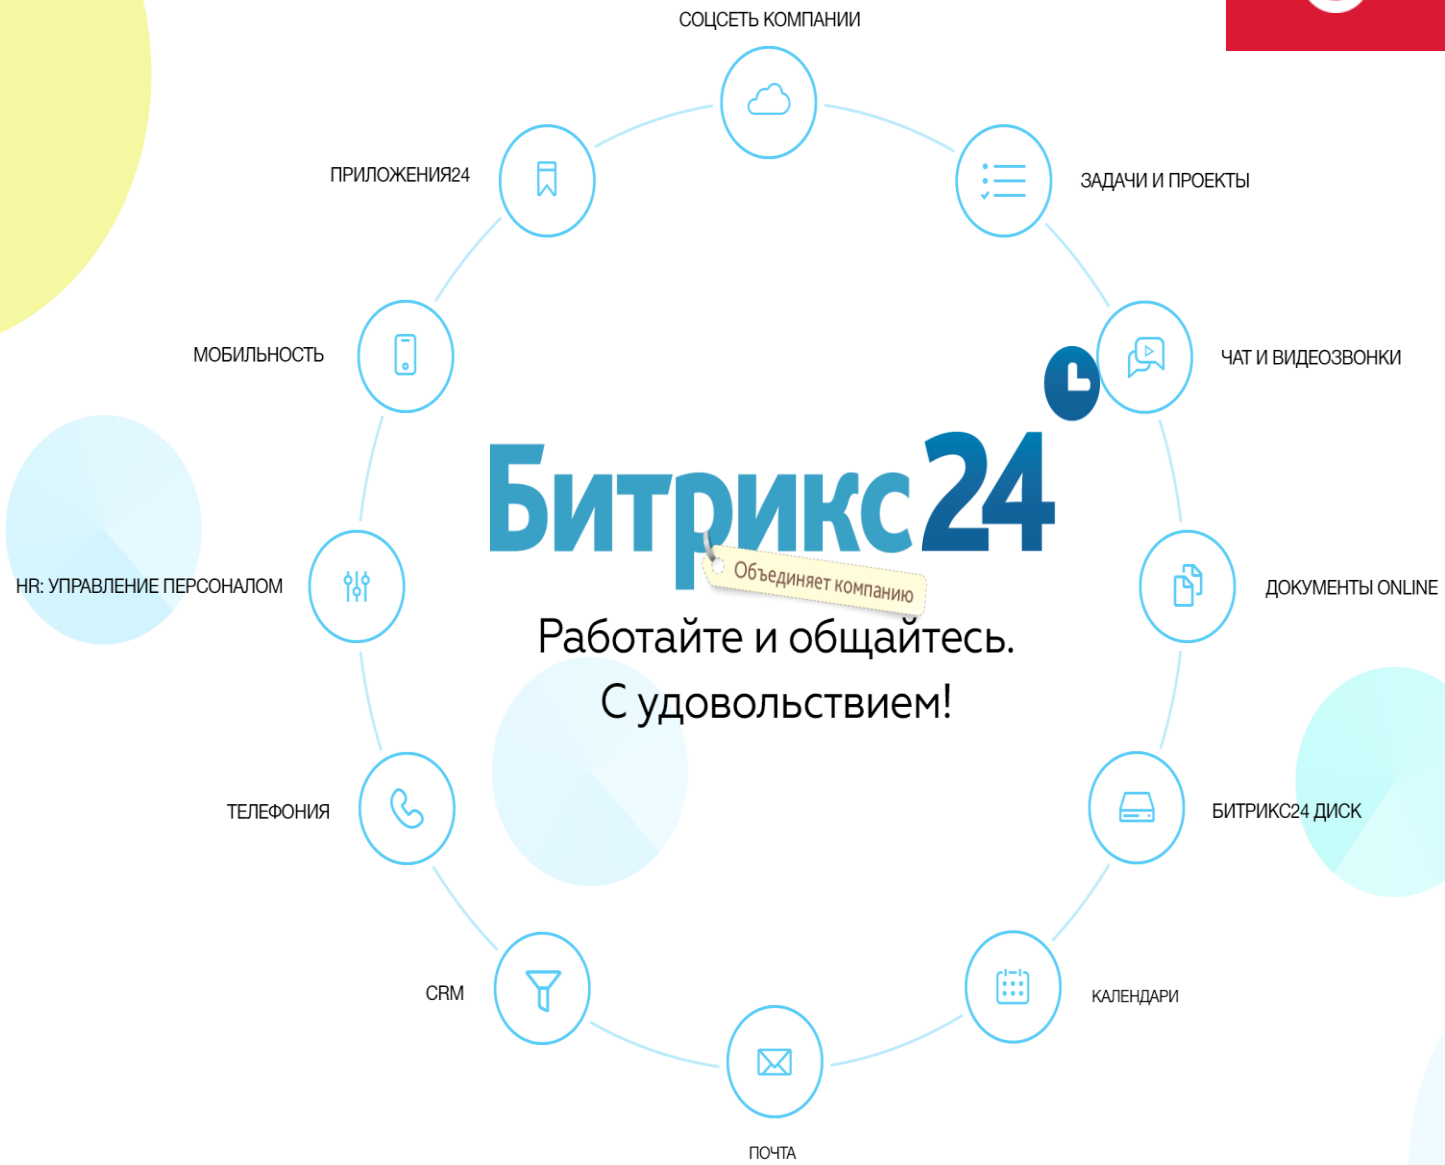 СОЦСЕТЬ КОМПАНИИ
ПРИЛОЖЕНИЯ24
ЗАДАЧИ И ПРОЕКТЫ
МОБИЛЬНОСТЬ
ЧАТ И ВИДЕОЗВОНКИ
Битрикс24
Объединяет компанию
HR: УПРАВЛЕНИЕ ПЕРСОНАЛОМ
ДОКУМЕНТЫ ONLINE
Работайте и общайтесь.
С удовольствием!
ТЕЛЕФОНИЯ
БИТРИКС24 ДИСК
CRM
КАЛЕНДАРИ
ПОЧТА